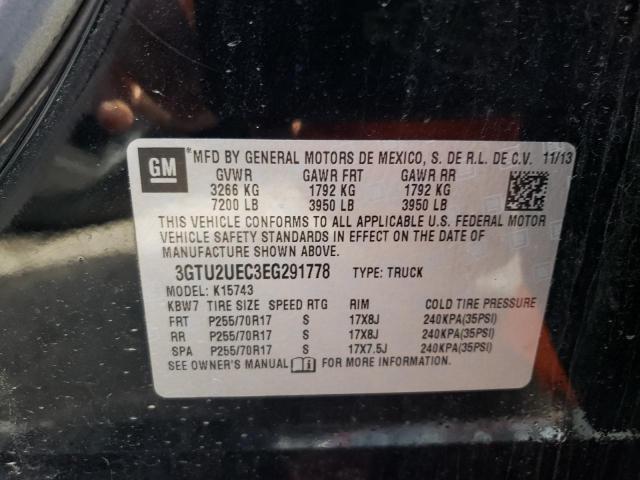 GM
*MFD BY GENERAL MOTORS DE MEXICO, S. DE R.L. DE C.V. 11/13
GVWR GAWR FRT GAWR RR
3266 KG 1792 KG 1792 KG
7200 LB 3950 LB 3950 LB
THIS VEHICLE CONFORMS TO ALL APPLICABLE U.S. FEDERAL MOTOR
VEHICLE SAFETY STANDARDS IN EFFECT ON THE DATE OF
MANUFACTURE SHOWN ABOVE.
3GTU2UEC3EG291778 TYPE: TRUCK
MODEL: K15743
KBW7 TIRE SIZE SPEED RTG RIM COLD TIRE PRESSURE
FRT P255/70R17 S 17X8J 240KPA(35PSI)
RR P255/70R17 S 17X8J 240KPA(35PSI)
SPA P255/70R17 S 17X7.5J 240KPA(35PSI)
SEE OWNER'S MANUAL FOR MORE INFORMATION.